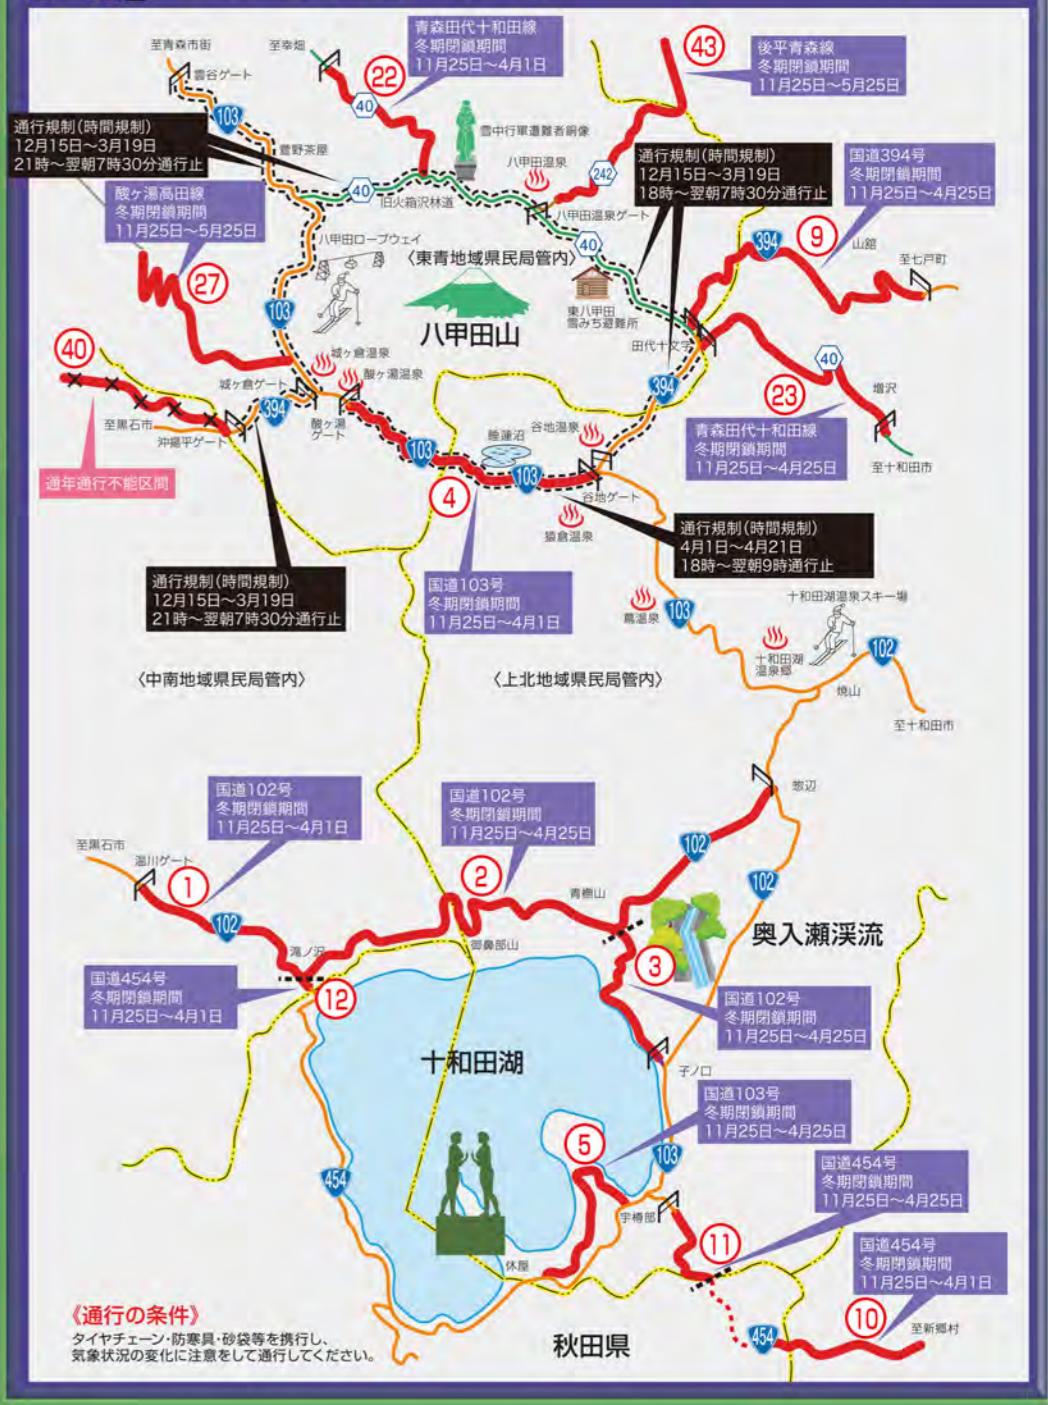 至青森市街
雲谷ゲート
103
至幸畑
22
40
青森田代十和田線
冬期閉鎖期間
11月25日~4月1日
43
後平青森線
冬期閉鎖期間
11月25日~5月25日
通行規制(時間規制)
12月15日~3月19日
21時~翌朝7時30分通行止
萱野茶屋
40
雪中行軍遭難者銅像
八甲田温泉
242
旧火箱沢林道
八甲田温泉ゲート
通行規制(時間規制)
12月15日~3月19日
18時~翌朝7時30分通行止
国道394号
冬期閉鎖期間
11月25日~4月25日
酸ヶ湯高田線
冬期閉鎖期間
11月25日~5月25日
27
八甲田ロープウェイ
103
〈東青地域県民局管内〉
八甲田山
40
東八甲田
雪みち避難所
394
9
山館
至七戸町
田代十文字
40
23
増沢
至十和田市
青森田代十和田線
冬期閉鎖期間
11月25日~4月25日
40
至黒石市
沖揚平ゲート
通年通行不能区間
城ヶ倉温泉
酸ヶ湯温泉
城ヶ倉ゲート
394
酸ヶ湯
ゲート
103
4
睡蓮沼
103
谷地温泉
394
谷地ゲート
猿倉温泉
通行規制(時間規制)
12月15日~3月19日
21時~翌朝7時30分通行止
国道103号
冬期閉鎖期間
11月25日~4月1日
通行規制(時間規制)
4月1日~4月21日
18時~翌朝9時通行止
蔦温泉
103
十和田湖温泉スキー場
十和田湖
温泉郷
102
焼山
至十和田市
〈中南地域県民局管内〉
〈上北地域県民局管内〉
国道102号
冬期閉鎖期間
11月25日~4月1日
国道102号
冬期閉鎖期間
11月25日~4月25日
惣辺
至黒石市
温川ゲート
1
102
滝ノ沢
2
御鼻部山
青橅山
102
102
3
奥入瀬渓流
国道454号
冬期閉鎖期間
11月25日~4月1日
12
国道102号
冬期閉鎖期間
11月25日~4月25日
子ノ口
十和田湖
国道103号
冬期閉鎖期間
11月25日~4月25日
5
103
454
宇樽部
国道454号
冬期閉鎖期間
11月25日~4月25日
11
休屋
国道454号
冬期閉鎖期間
11月25日~4月1日
454
10
至新郷村
秋田県
《通行の条件》
タイヤチェーン・防寒具・砂袋等を携行し、
気象状況の変化に注意をして通行してください。